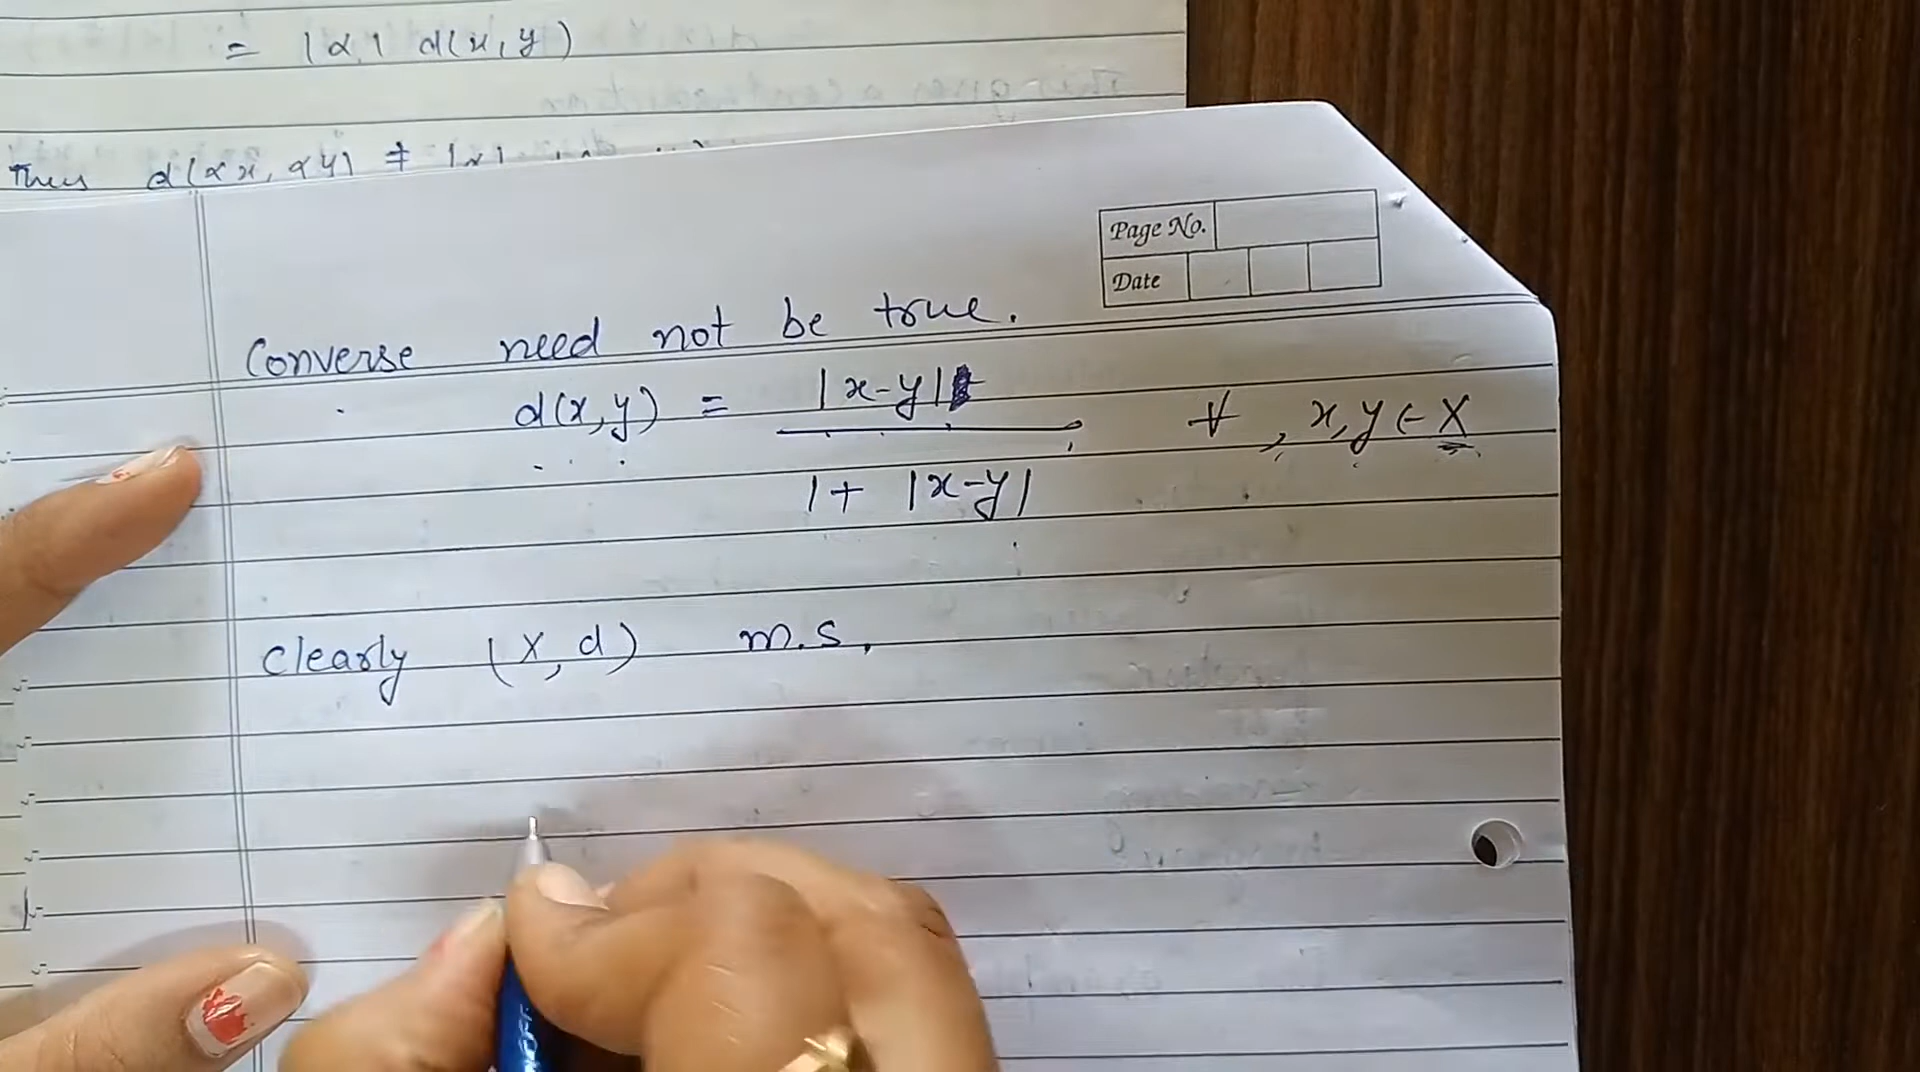 = |α| d(x, y)
Thus d(αx, αy) ≠ |α|
Page No.
Date
Converse need not be true.
d(x,y) = |x-y| / 1 + |x-y| ∀ , x, y ∈ X
Clearly (X, d) m.s.